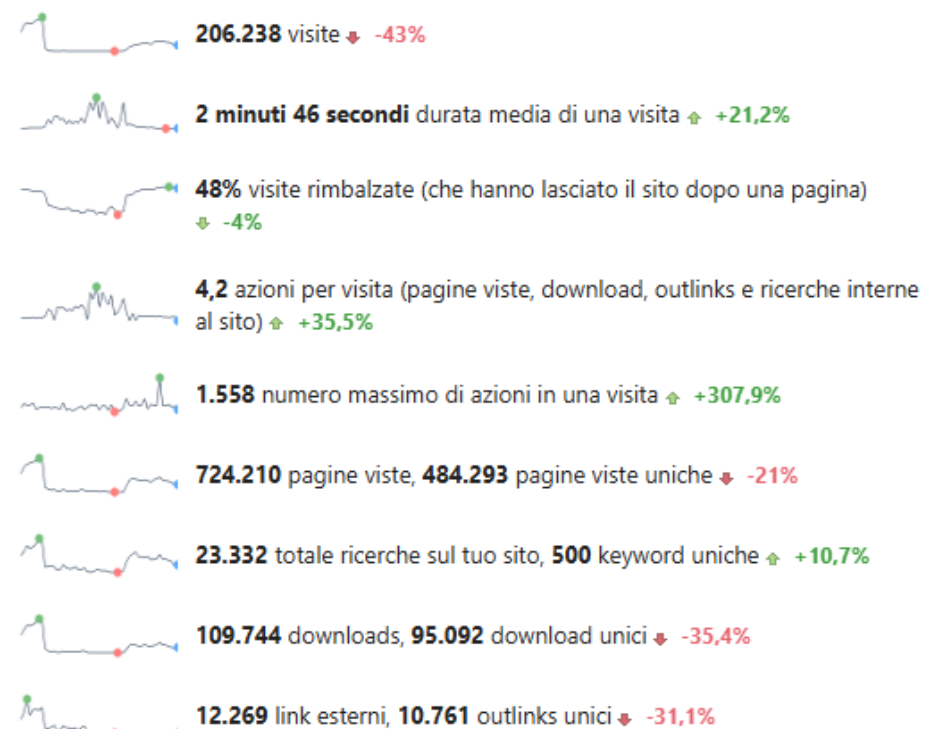 206.238 visite -43%
2 minuti 46 secondi durata media di una visita +21,2%
48% visite rimbalzate (che hanno lasciato il sito dopo una pagina)
-4%
4,2 azioni per visita (pagine viste, download, outlinks e ricerche interne
al sito) +35,5%
1.558 numero massimo di azioni in una visita +307,9%
724.210 pagine viste, 484.293 pagine viste uniche -21%
23.332 totale ricerche sul tuo sito, 500 keyword uniche +10,7%
109.744 downloads, 95.092 download unici -35,4%
12.269 link esterni, 10.761 outlinks unici -31,1%